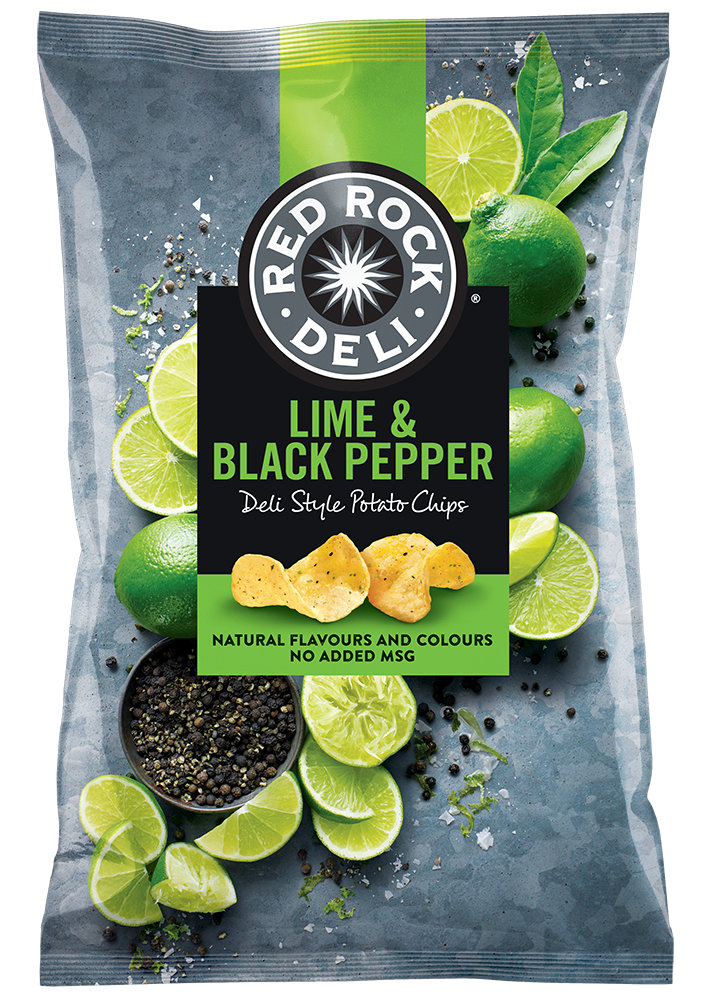 RED ROCK
· DELI ·
®
LIME &
BLACK PEPPER
Deli Style Potato Chips
NATURAL FLAVOURS AND COLOURS
NO ADDED MSG